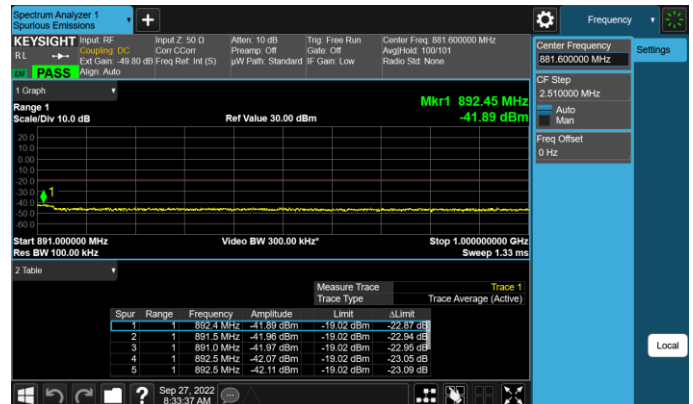 Spectrum Analyzer 1
Spurious Emissions
Frequency
KEYSIGHT Input: RF Input Z: 50 Ω Atten: 10 dB Trig: Free Run Center Freq: 881.600000 MHz
RL Coupling: DC Corr CCorr Preamp: Off Gate: Off Avg|Hold: 100/101
Ext Gain: -49.80 dB Freq Ref: Int (S) µW Path: Standard IF Gain: Low Radio Std: None
LXI PASS Align: Auto
Center Frequency
881.600000 MHz
Settings
CF Step
2.510000 MHz
Auto
Man
Freq Offset
0 Hz
1 Graph
Range 1
Mkr1 892.45 MHz
Scale/Div 10.0 dB Ref Value 30.00 dBm -41.89 dBm
20.0
10.0
0.00
-10.0
-20.0
-30.0
1
-40.0
-50.0
-60.0
Start 891.000000 MHz Video BW 300.00 kHz* Stop 1.000000000 GHz
Res BW 100.00 kHz Sweep 1.33 ms
2 Table
Measure Trace Trace 1
Trace Type Trace Average (Active)
Spur Range Frequency Amplitude Limit ΔLimit
1 1 892.4 MHz -41.89 dBm -19.02 dBm -22.87 dB
2 1 891.5 MHz -41.96 dBm -19.02 dBm -22.94 dB
3 1 891.0 MHz -41.97 dBm -19.02 dBm -22.95 dB
4 1 892.5 MHz -42.07 dBm -19.02 dBm -23.05 dB
5 1 892.5 MHz -42.11 dBm -19.02 dBm -23.09 dB
Local
Sep 27, 2022
8:33:37 AM